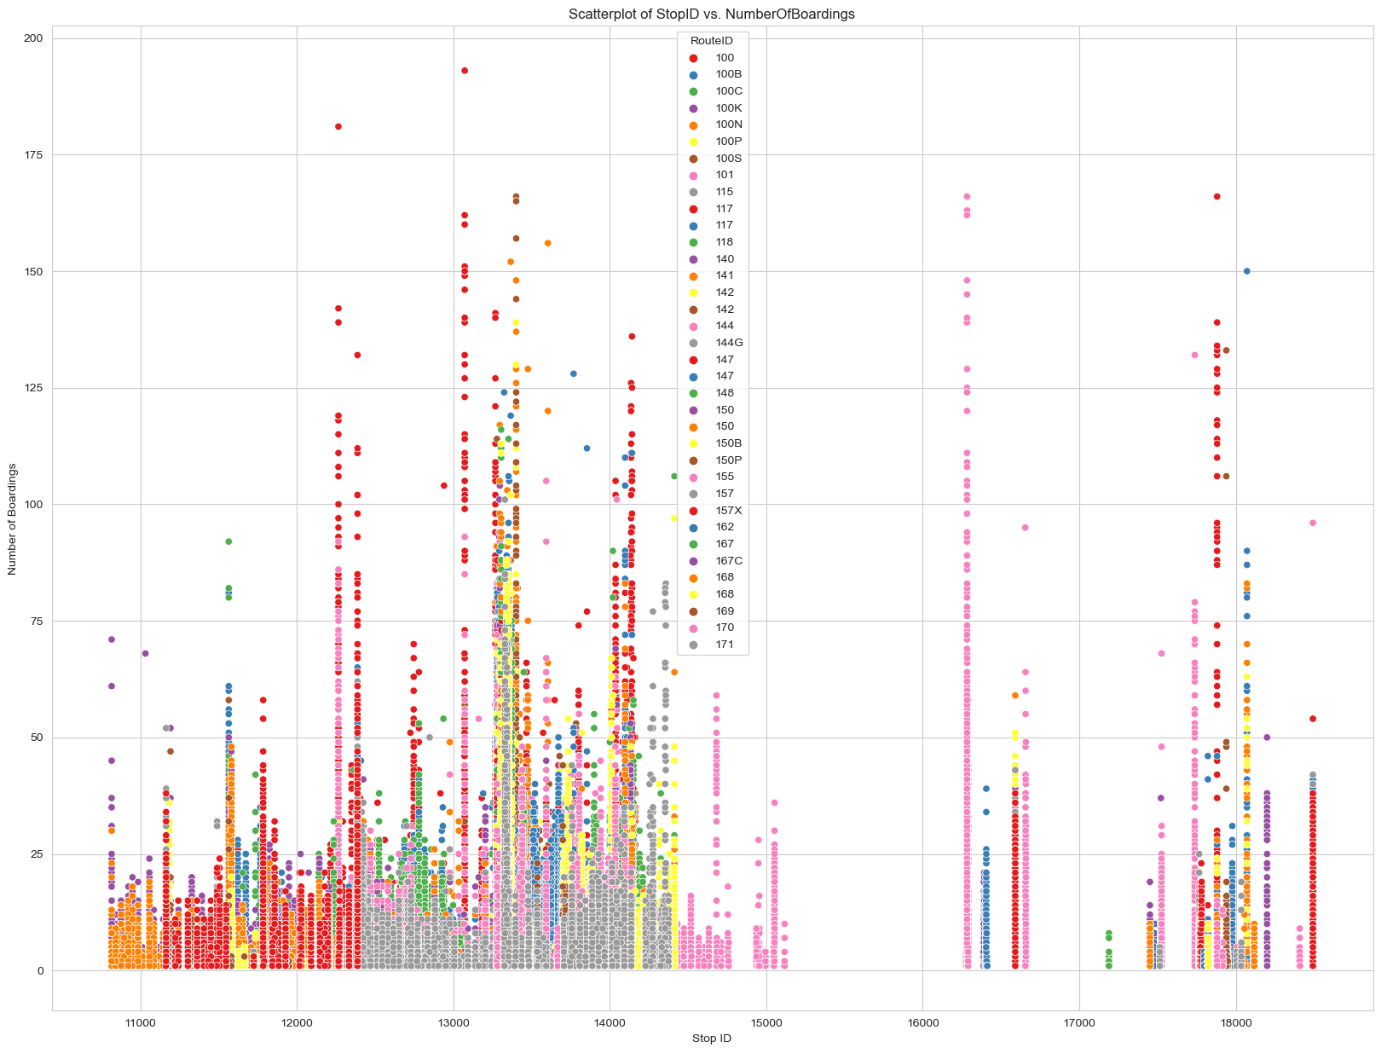 Scatterplot of StopID vs. NumberOfBoardings
RouteID
100
100B
100C
100K
100N
100P
100S
101
115
117
117
118
140
141
142
142
144
144G
147
147
148
150
150
150B
150P
155
157
157X
162
167
167C
168
168
169
170
171
Number of Boardings
200
175
150
125
100
75
50
25
0
11000
12000
13000
14000
15000
16000
17000
18000
Stop ID